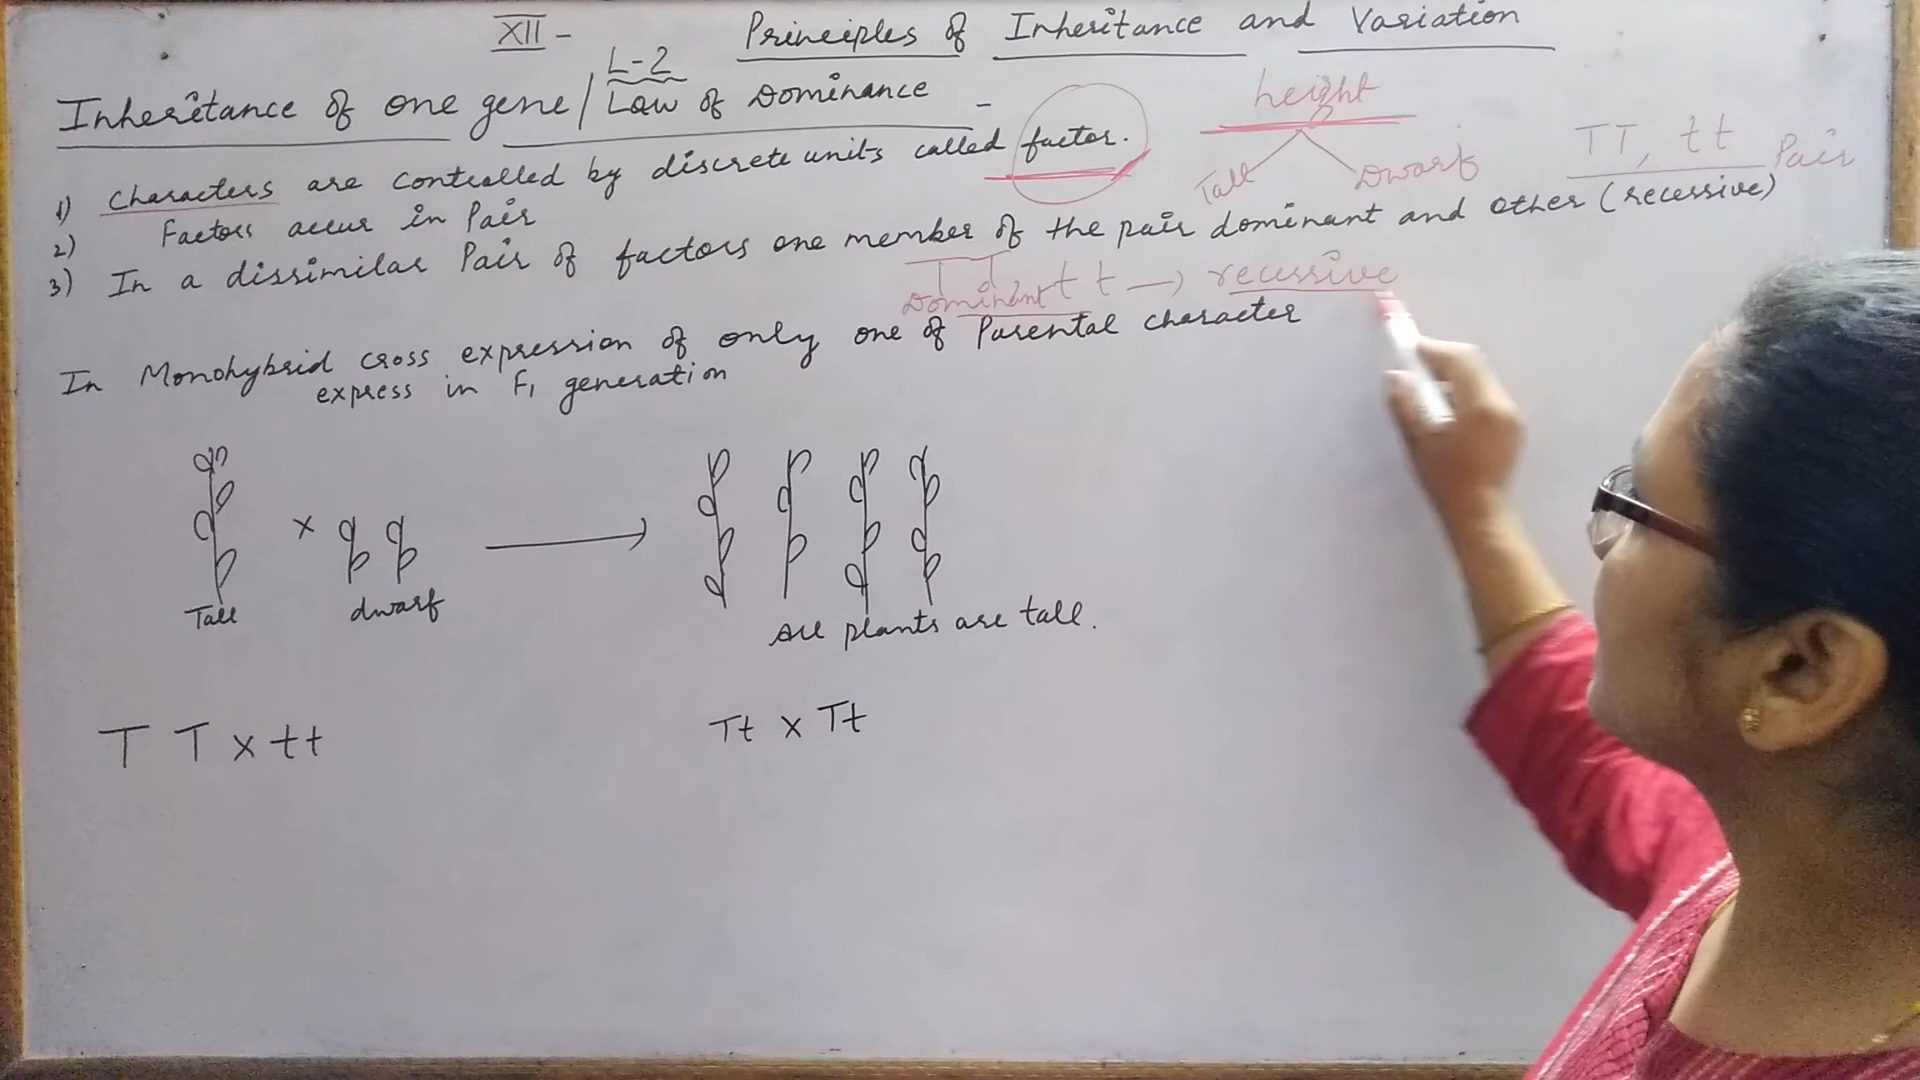 XII - Principles of Inheritance and Variation
L-2
Inheritance of one gene / Law of Dominance -
height
Tall Dwarf
TT, tt Pair
1) Characters are controlled by discrete units called factor.
2) Factors occur in Pair
3) In a dissimilar Pair of factors one member of the pair dominant and other (recessive)
T T t t → recessive
Dominant
In Monohybrid cross expression of only one of Parental character
express in F1 generation
x
Tall dwarf
All plants are tall.
T T x tt
Tt x Tt